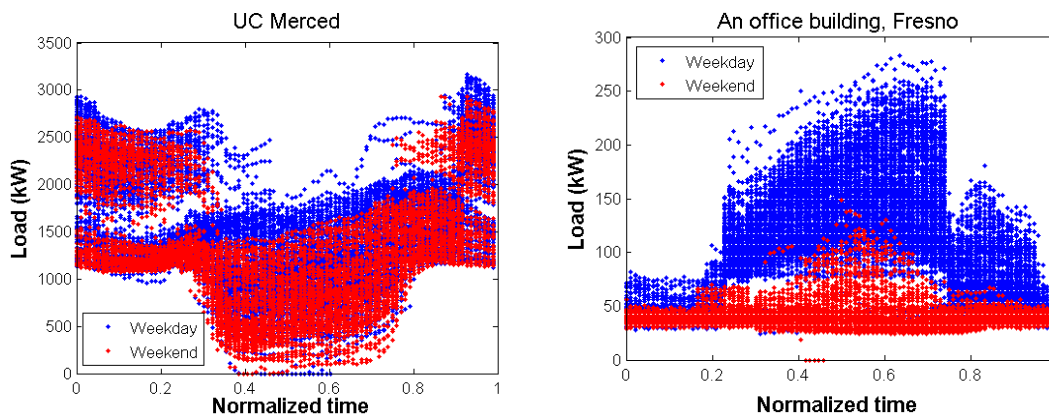 UC Merced
3500
3000
2500
2000
1500
1000
500
0
Load (kW)
Weekday
Weekend
0 0.2 0.4 0.6 0.8 1
Normalized time
An office building, Fresno
300
250
200
150
100
50
0
Load (kW)
Weekday
Weekend
0 0.2 0.4 0.6 0.8
Normalized time